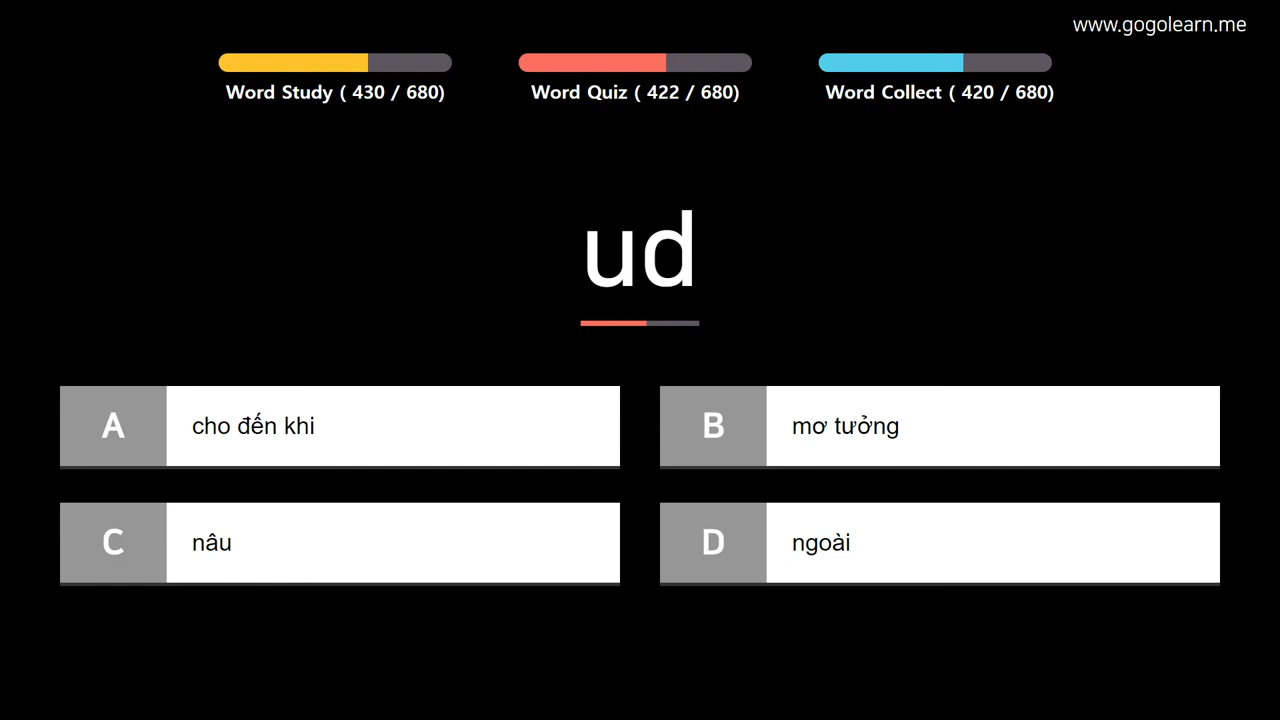 www.gogolearn.me
Word Study ( 430 / 680)
Word Quiz ( 422 / 680)
Word Collect ( 420 / 680)
ud
A cho đến khi
B mơ tưởng
C nâu
D ngoài